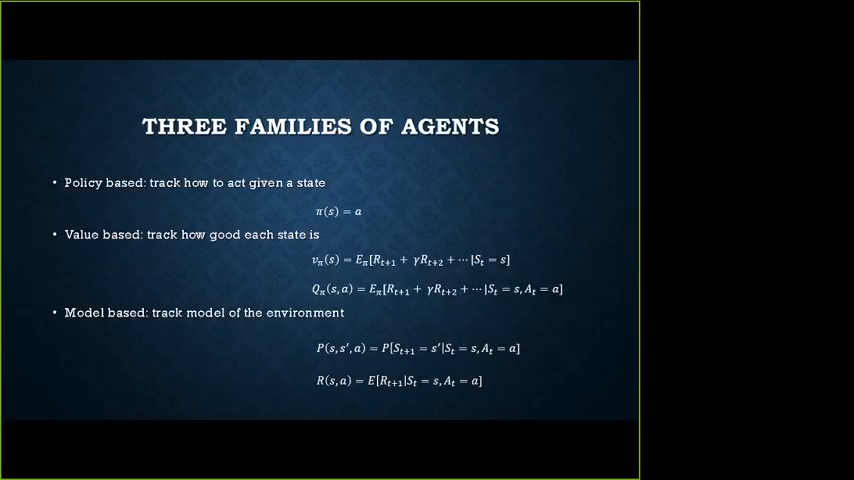 THREE FAMILIES OF AGENTS
• Policy based: track how to act given a state
π(s) = a
• Value based: track how good each state is
v_π(s) = E_π[R_{t+1} + γR_{t+2} + ⋯ |S_t = s]
Q_π(s, a) = E_π[R_{t+1} + γR_{t+2} + ⋯ |S_t = s, A_t = a]
• Model based: track model of the environment
P(s, s′, a) = P[S_{t+1} = s′|S_t = s, A_t = a]
R(s, a) = E[R_{t+1}|S_t = s, A_t = a]